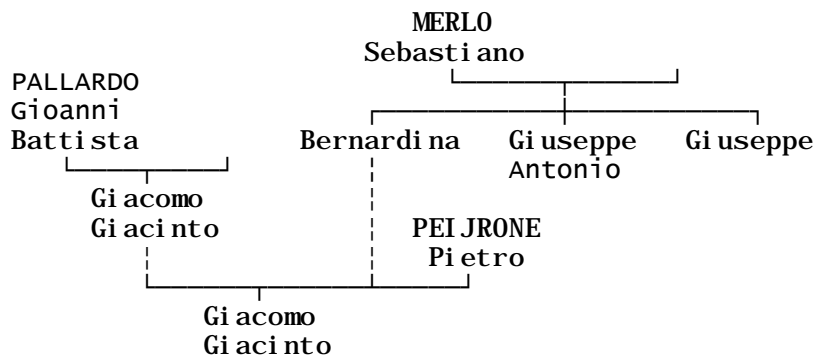 MERLO
Sebastiano
PALLARDO
Gioanni
Battista
Bernardina Giuseppe Giuseppe
Antonio
Giacomo
Giacinto
PEIJRONE
Pietro
Giacomo
Giacinto